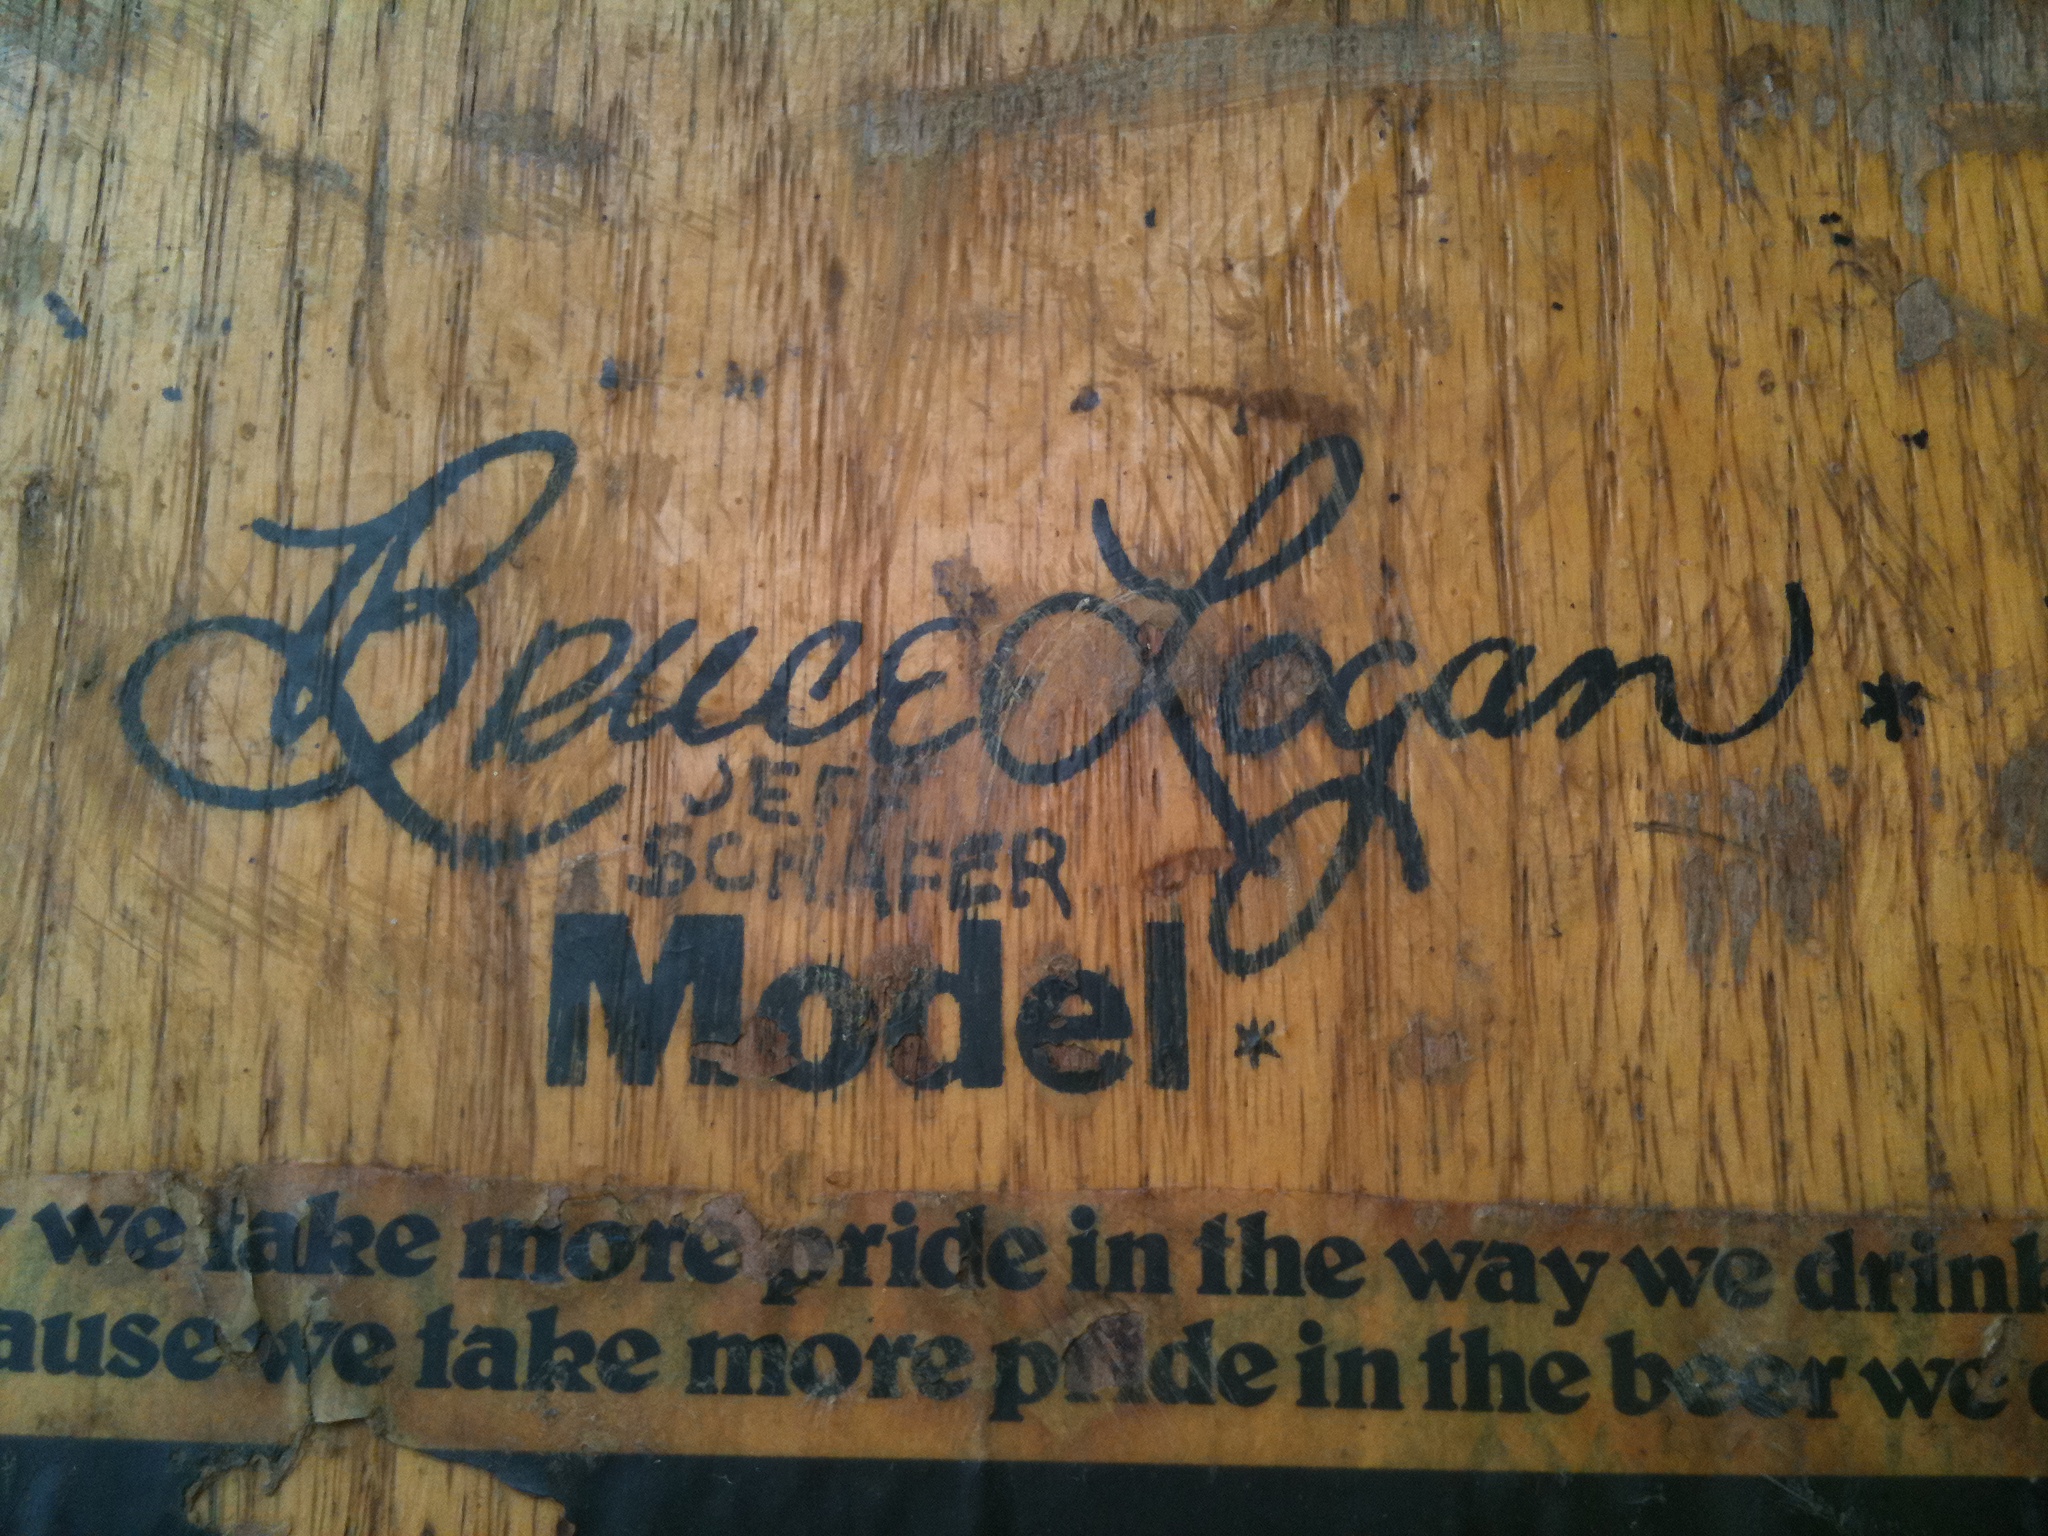 Bruce Logan *
JEFF
SCHAFER
Model *
we take more pride in the way we drink
ause we take more pride in the beer we